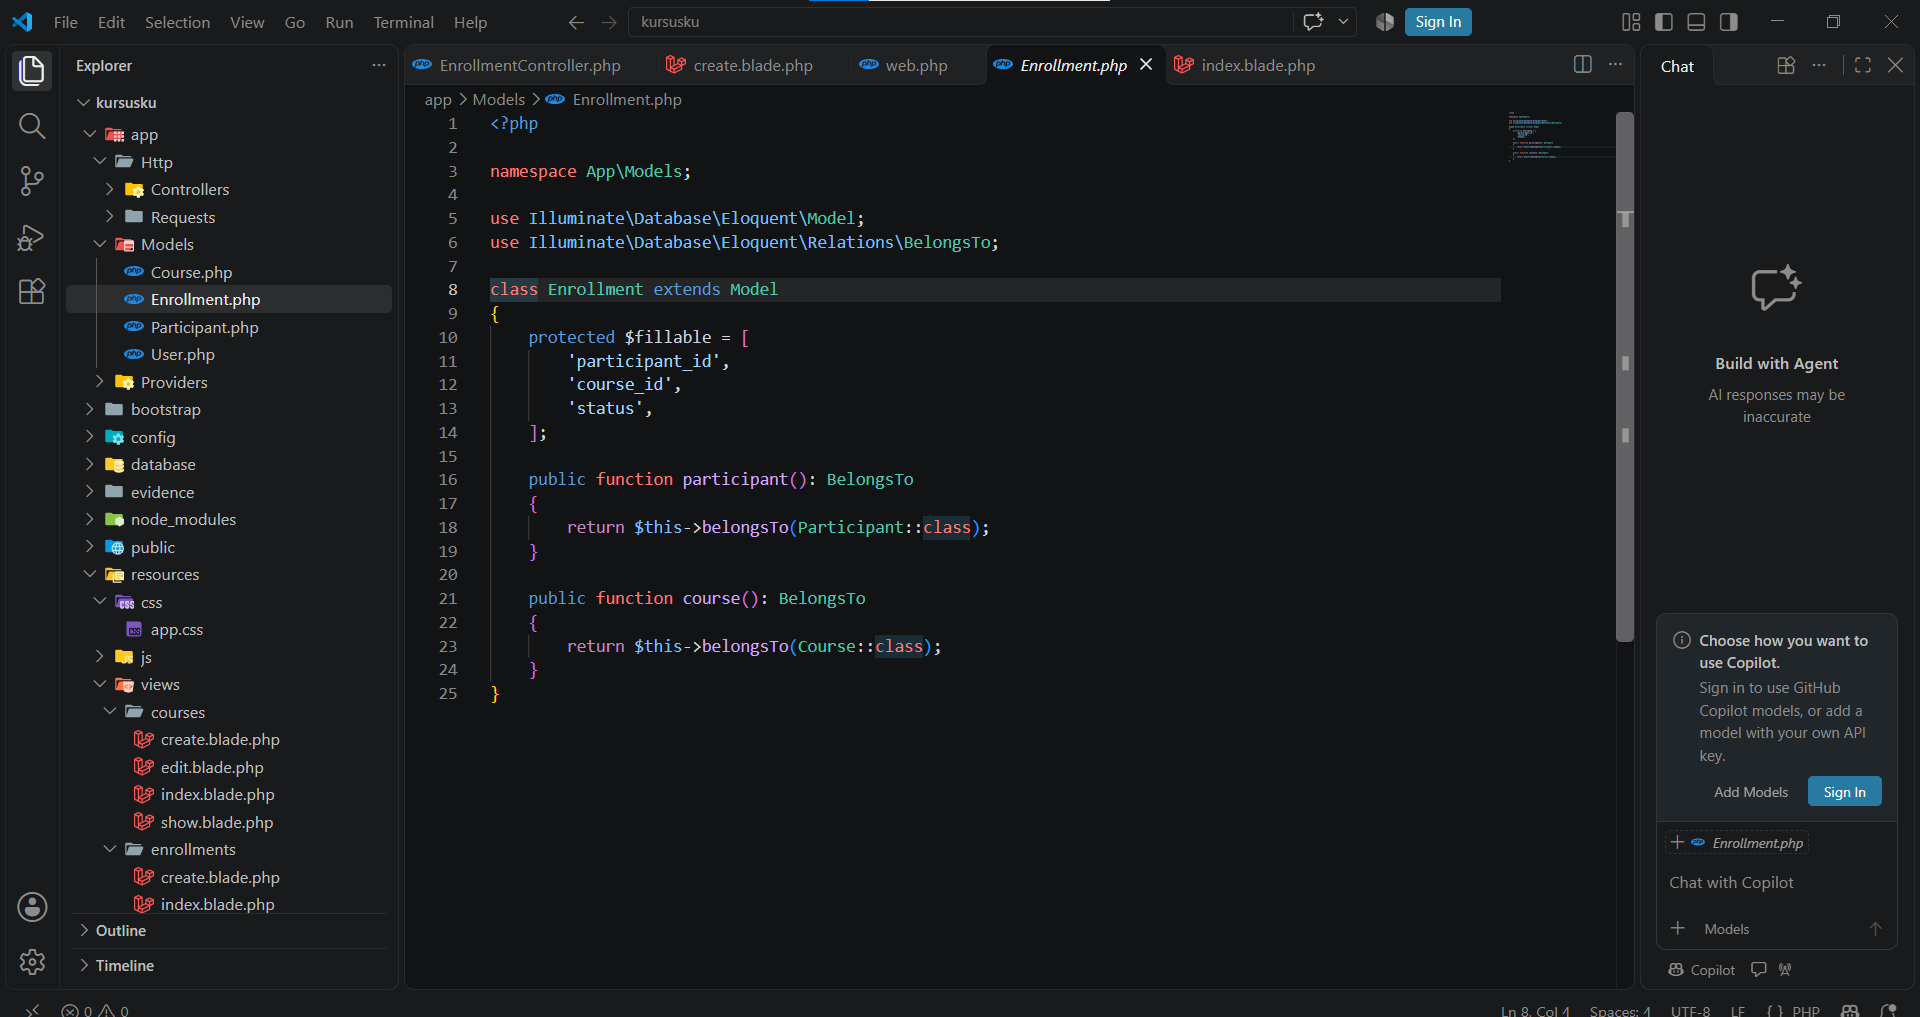 File Edit Selection View Go Run Terminal Help
kursusku
Sign In
Explorer
kursusku
app
Http
Controllers
Requests
Models
Course.php
Enrollment.php
Participant.php
User.php
Providers
bootstrap
config
database
evidence
node_modules
public
resources
css
app.css
js
views
courses
create.blade.php
edit.blade.php
index.blade.php
show.blade.php
enrollments
create.blade.php
index.blade.php
Outline
Timeline
EnrollmentController.php create.blade.php web.php Enrollment.php index.blade.php
app > Models > Enrollment.php
1 <?php
2
3 namespace App\Models;
4
5 use Illuminate\Database\Eloquent\Model;
6 use Illuminate\Database\Eloquent\Relations\BelongsTo;
7
8 class Enrollment extends Model
9 {
10     protected $fillable = [
11         'participant_id',
12         'course_id',
13         'status',
14     ];
15
16     public function participant(): BelongsTo
17     {
18         return $this->belongsTo(Participant::class);
19     }
20
21     public function course(): BelongsTo
22     {
23         return $this->belongsTo(Course::class);
24     }
25 }
Chat
Build with Agent
AI responses may be
inaccurate
Choose how you want to
use Copilot.
Sign in to use GitHub
Copilot models, or add a
model with your own API
key.
Add Models Sign In
Enrollment.php
Chat with Copilot
Models
Copilot
0 0
Ln 8, Col 4 Spaces: 4 UTF-8 LF { } PHP